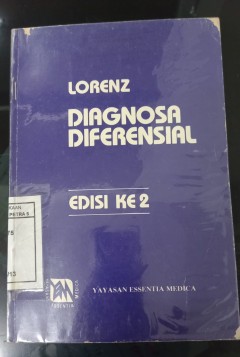 LORENZ
DIAGNOSA
DIFERENSIAL
EDISI KE 2
YAYASAN ESSENTIA MEDICA